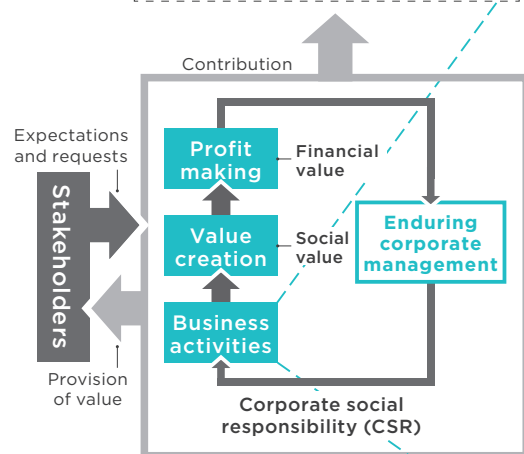 Contribution
Expectations
and requests
Stakeholders
Provision
of value
Profit
making
Financial
value
Value
creation
Social
value
Business
activities
Enduring
corporate
management
Corporate social
responsibility (CSR)